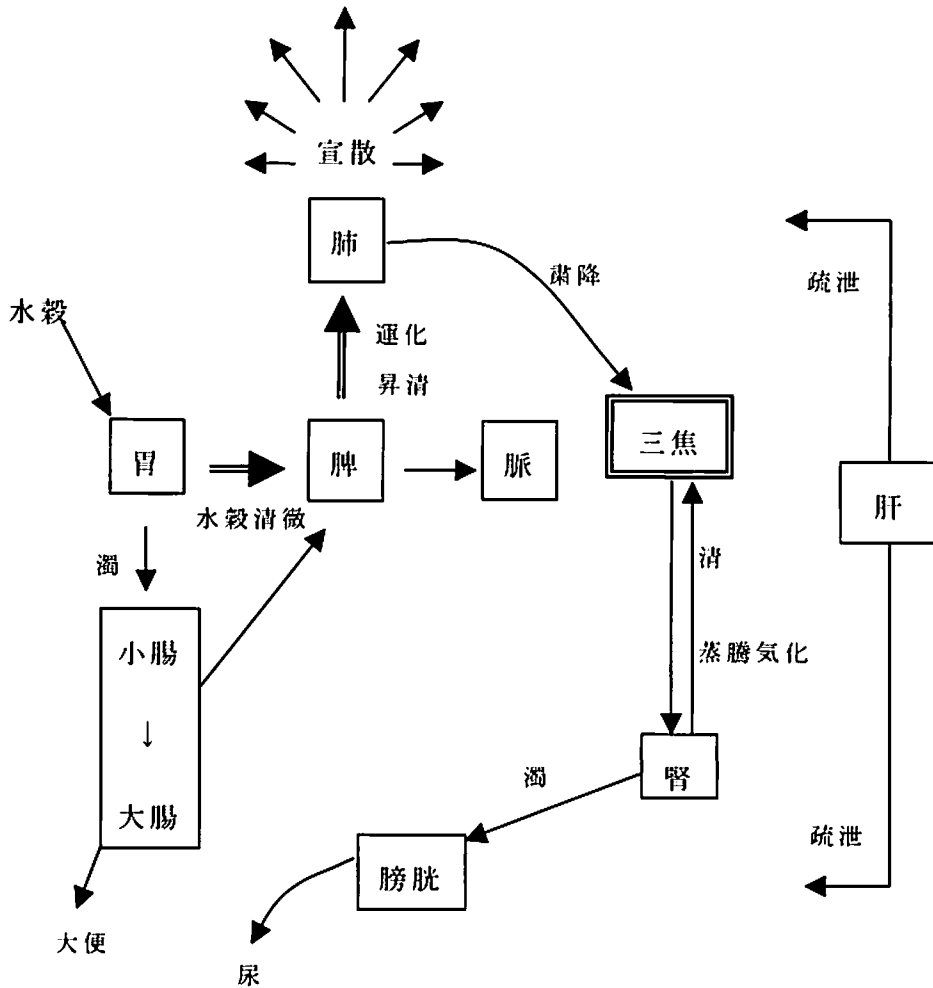 宣散
肺
粛降
疏泄
水穀
運化
昇清
胃
脾
脈
三焦
肝
水穀清微
濁
清
小腸
↓
大腸
蒸騰気化
腎
濁
膀胱
疏泄
大便
尿